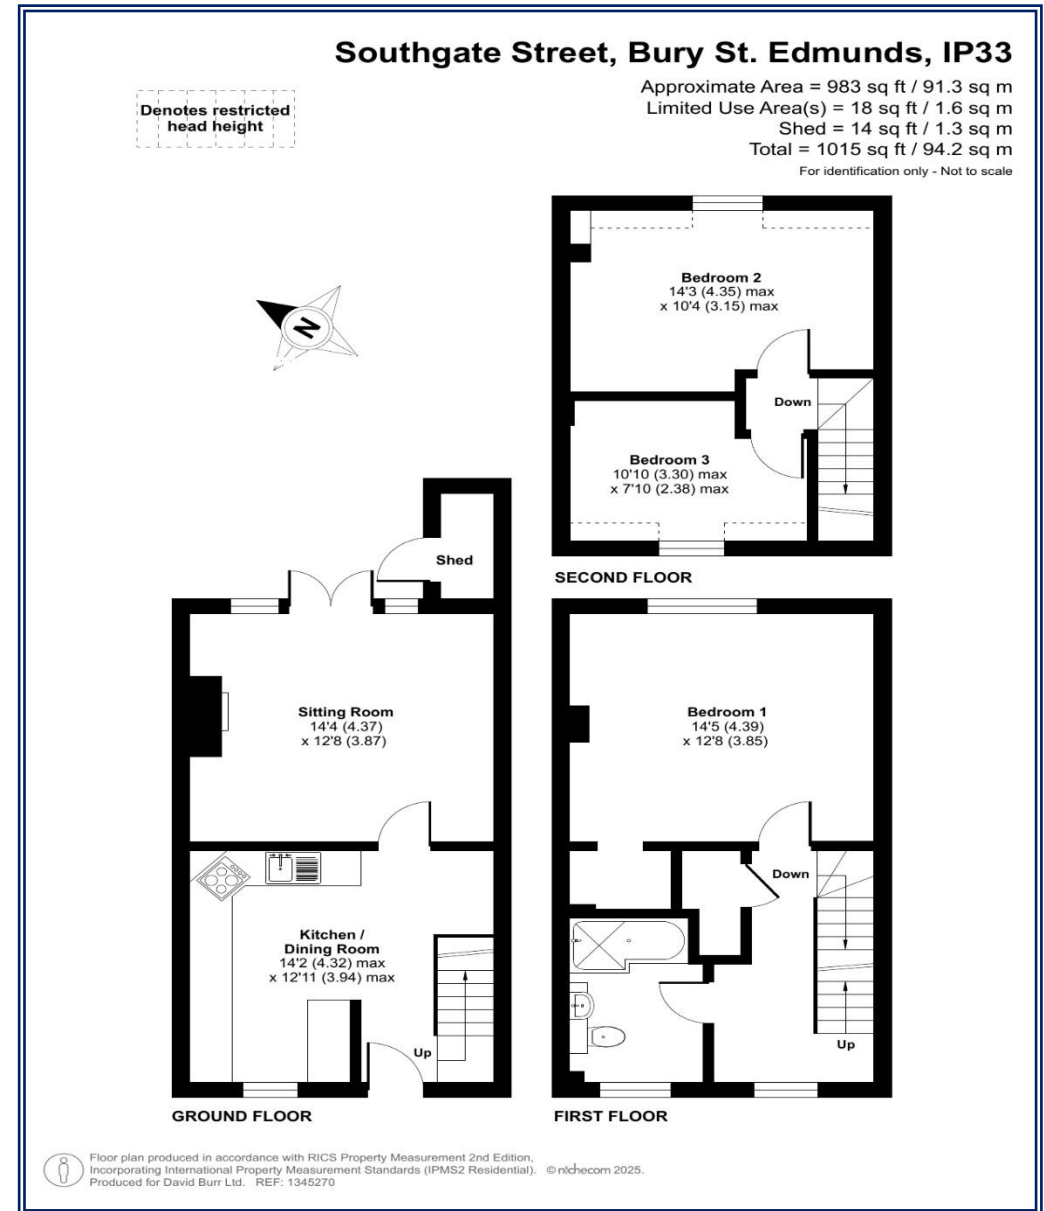 Southgate Street, Bury St. Edmunds, IP33
Approximate Area = 983 sq ft / 91.3 sq m
Limited Use Area(s) = 18 sq ft / 1.6 sq m
Shed = 14 sq ft / 1.3 sq m
Total = 1015 sq ft / 94.2 sq m
For identification only - Not to scale
Denotes restricted
head height
N
Bedroom 2
14'3 (4.35) max
x 10'4 (3.15) max
Down
Bedroom 3
10'10 (3.30) max
x 7'10 (2.38) max
SECOND FLOOR
Shed
Sitting Room
14'4 (4.37)
x 12'8 (3.87)
Kitchen /
Dining Room
14'2 (4.32) max
x 12'11 (3.94) max
Up
GROUND FLOOR
Bedroom 1
14'5 (4.39)
x 12'8 (3.85)
Down
Up
FIRST FLOOR
Floor plan produced in accordance with RICS Property Measurement 2nd Edition,
Incorporating International Property Measurement Standards (IPMS2 Residential). © nichecom 2025.
Produced for David Burr Ltd. REF: 1345270